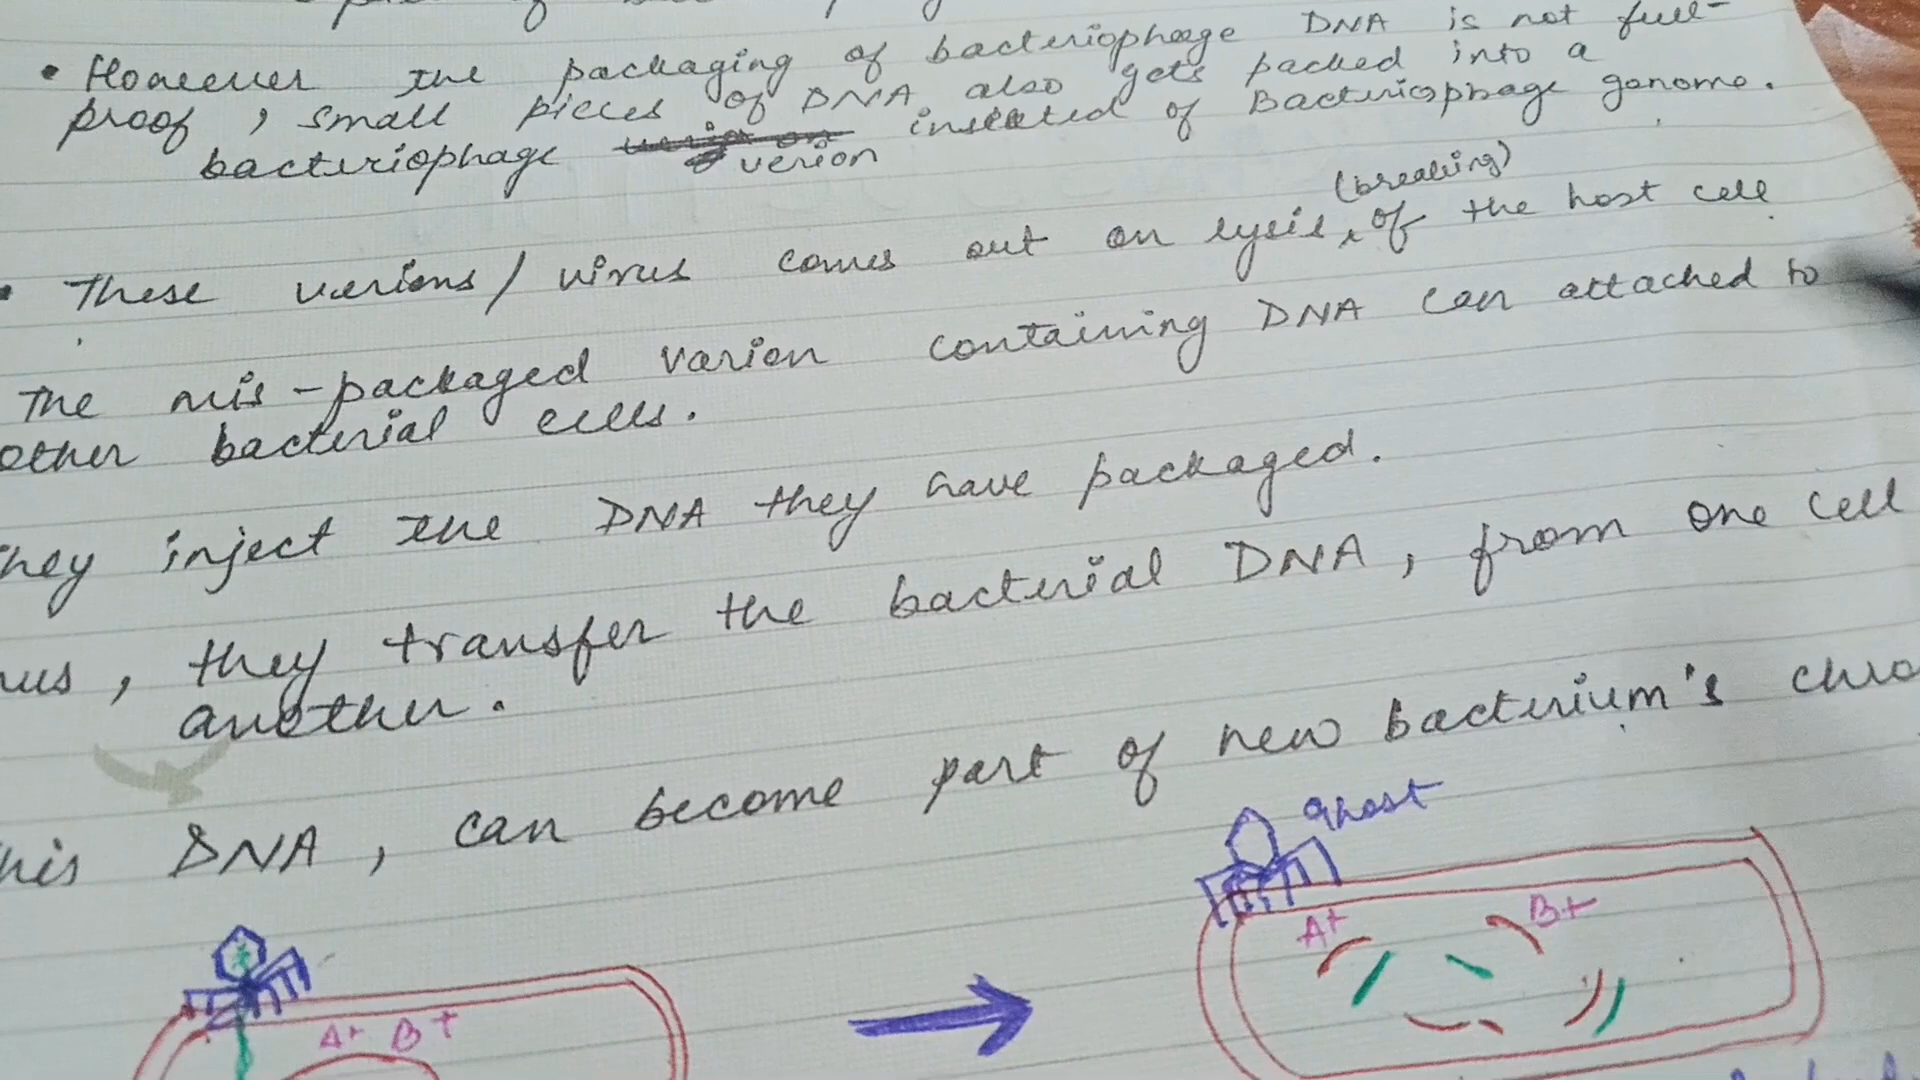 • However the packaging of bacteriophage DNA is not full-
proof, small pieces of DNA also gets packed into a
bacteriophage verion insteated of Bacteriophage genome.
(breaking)
• These verions / virus comes out on lysis, of the host cell
The mis-packaged varion containing DNA can attached to
other bacterial cells.
They inject the DNA they have packaged.
, they transfer the bacterial DNA, from one cell
another.
his DNA, can become part of new bacterium's chro
Ghost
A+ B+
A+ B+